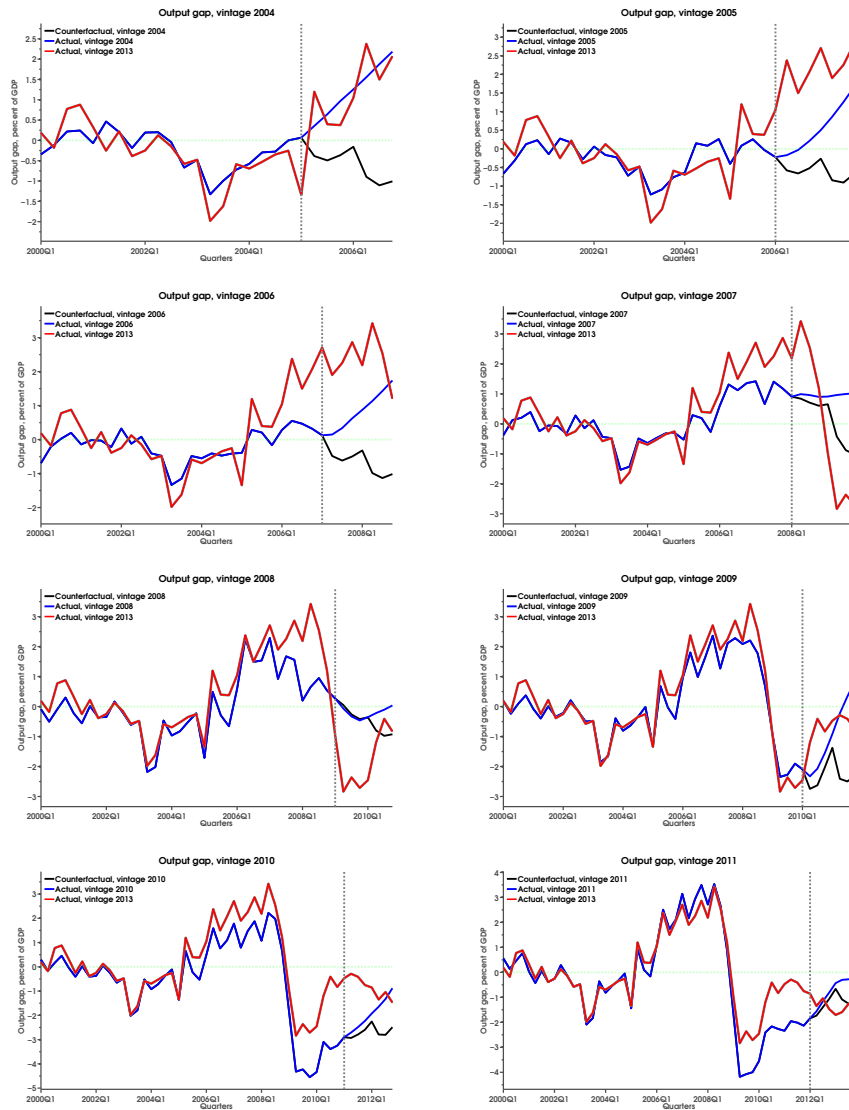 Output gap, vintage 2004
Counterfactual, vintage 2004
Actual, vintage 2004
Actual, vintage 2013
Output gap, percent of GDP
2.5
2
1.5
1
0.5
0
−0.5
−1
−1.5
−2
2000Q1 2002Q1 2004Q1 2006Q1
Quarters
Output gap, vintage 2005
Counterfactual, vintage 2005
Actual, vintage 2005
Actual, vintage 2013
Output gap, percent of GDP
3
2.5
2
1.5
1
0.5
0
−0.5
−1
−1.5
−2
2000Q1 2002Q1 2004Q1 2006Q1
Quarters
Output gap, vintage 2006
Counterfactual, vintage 2006
Actual, vintage 2006
Actual, vintage 2013
Output gap, percent of GDP
3
2
1
0
−1
−2
2000Q1 2002Q1 2004Q1 2006Q1 2008Q1
Quarters
Output gap, vintage 2007
Counterfactual, vintage 2007
Actual, vintage 2007
Actual, vintage 2013
Output gap, percent of GDP
3
2
1
0
−1
−2
−3
2000Q1 2002Q1 2004Q1 2006Q1 2008Q1
Quarters
Output gap, vintage 2008
Counterfactual, vintage 2008
Actual, vintage 2008
Actual, vintage 2013
Output gap, percent of GDP
3
2
1
0
−1
−2
−3
2000Q1 2002Q1 2004Q1 2006Q1 2008Q1 2010Q1
Quarters
Output gap, vintage 2009
Counterfactual, vintage 2009
Actual, vintage 2009
Actual, vintage 2013
Output gap, percent of GDP
3
2
1
0
−1
−2
−3
2000Q1 2002Q1 2004Q1 2006Q1 2008Q1 2010Q1
Quarters
Output gap, vintage 2010
Counterfactual, vintage 2010
Actual, vintage 2010
Actual, vintage 2013
Output gap, percent of GDP
4
3
2
1
0
−1
−2
−3
−4
−5
2000Q1 2002Q1 2004Q1 2006Q1 2008Q1 2010Q1 2012Q1
Quarters
Output gap, vintage 2011
Counterfactual, vintage 2011
Actual, vintage 2011
Actual, vintage 2013
Output gap, percent of GDP
4
3
2
1
0
−1
−2
−3
−4
2000Q1 2002Q1 2004Q1 2006Q1 2008Q1 2010Q1 2012Q1
Quarters